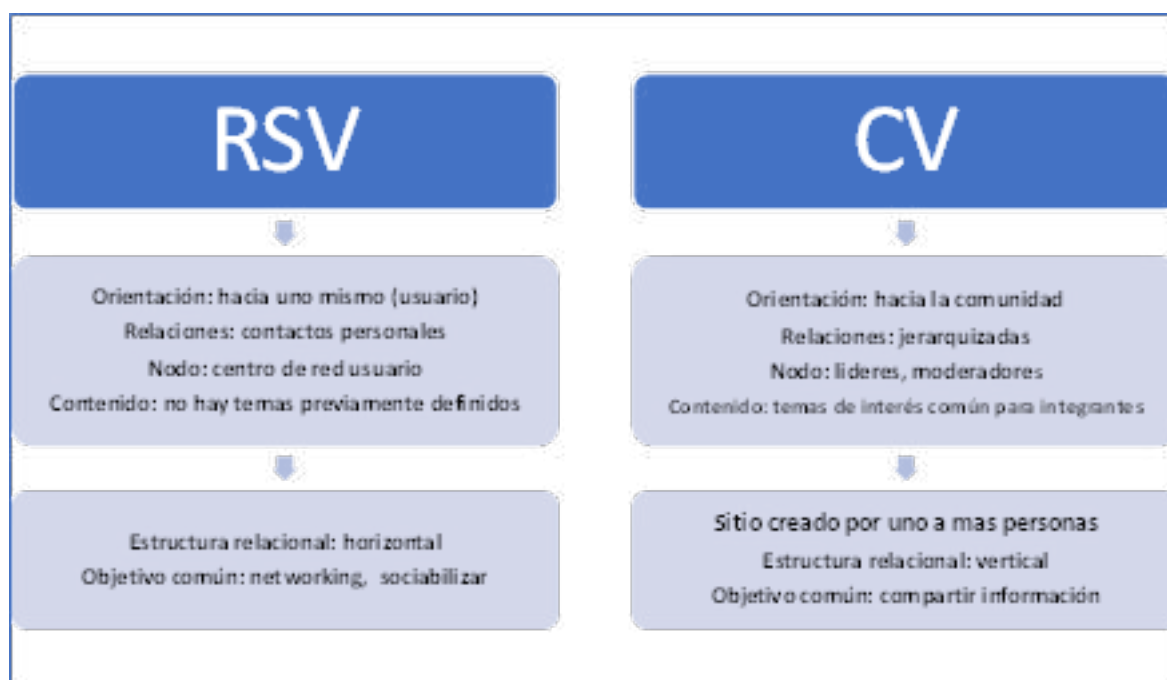 RSV
Orientación: hacia uno mismo (usuario)
Relaciones: contactos personales
Nodo: centro de red usuario
Contenido: no hay temas previamente definidos
Estructura relacional: horizontal
Objetivo común: networking, sociabilizar
CV
Orientación: hacia la comunidad
Relaciones: jerarquizadas
Nodo: lideres, moderadores
Contenido: temas de interés común para integrantes
Sitio creado por uno a mas personas
Estructura relacional: vertical
Objetivo común: compartir información